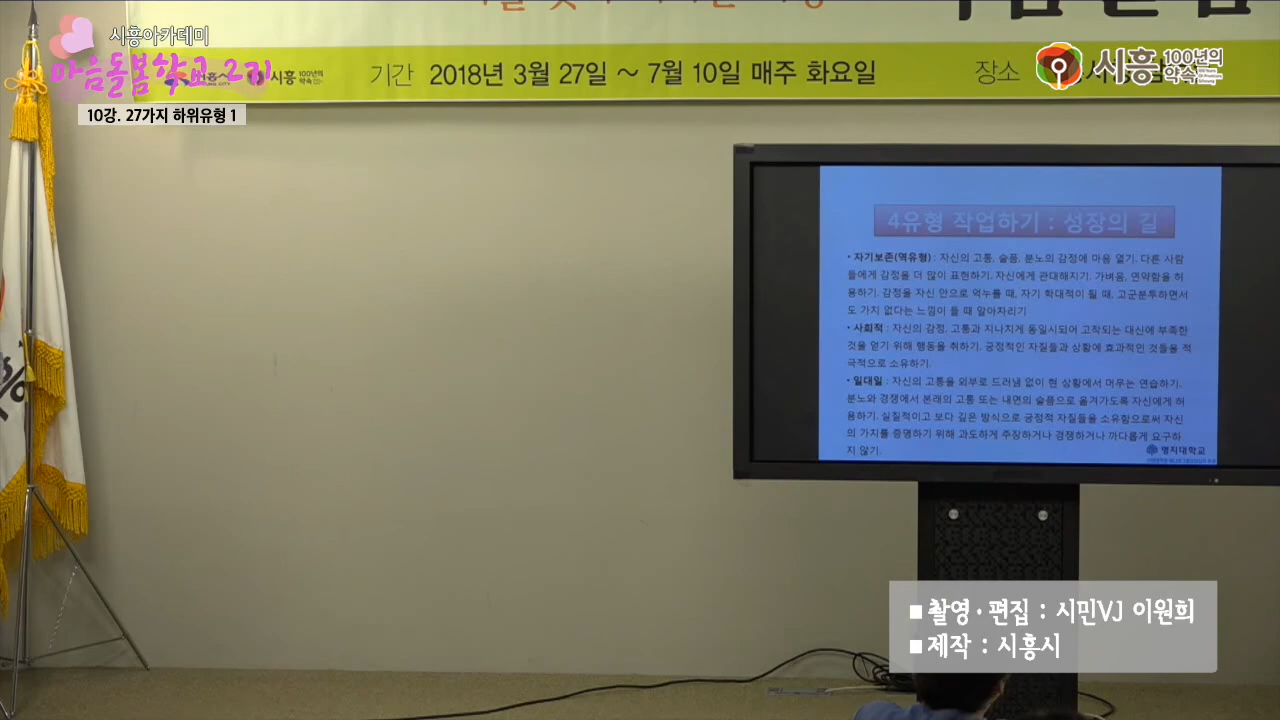 시흥아카데미
마음돌봄학교 2기
10강. 27가지 하위유형 1
시흥 100년의
기간 2018년 3월 27일 ~ 7월 10일 매주 화요일
장소
시흥 100년의 약속
4유형 작업하기 : 성장의 길
• 자기보존(역유형) : 자신의 고통, 슬픔, 분노의 감정에 마음 열기. 다른 사람
들에게 감정을 더 많이 표현하기. 자신에게 관대해지기. 가벼움, 연약함을 허
용하기. 감정을 자신 안으로 억누를 때, 자기 학대적이 될 때, 고군분투하면서
도 가치 없다는 느낌이 들 때 알아차리기
• 사회적 : 자신의 감정, 고통과 지나치게 동일시되어 고착되는 대신에 부족한
것을 얻기 위해 행동을 취하기. 긍정적인 자질들과 상황에 효과적인 것들을 적
극적으로 소유하기.
• 일대일 : 자신의 고통을 외부로 드러냄 없이 현 상황에서 머무는 연습하기.
분노와 경쟁에서 본래의 고통 또는 내면의 슬픔으로 옮겨가도록 자신에게 허
용하기. 실질적이고 보다 깊은 방식으로 긍정적 자질들을 소유함으로써 자신
의 가치를 증명하기 위해 과도하게 주장하거나 경쟁하거나 까다롭게 요구하
지 않기.
명지대학교
■ 촬영·편집 : 시민VJ 이원희
■ 제작 : 시흥시